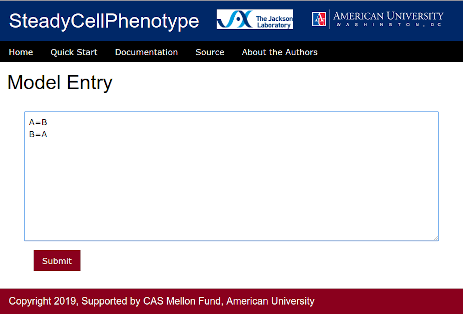 SteadyCellPhenotype
The Jackson
Laboratory
AMERICAN UNIVERSITY
WASHINGTON, DC
Home Quick Start Documentation Source About the Authors
Model Entry
A=B
B=A
Submit
Copyright 2019, Supported by CAS Mellon Fund, American University